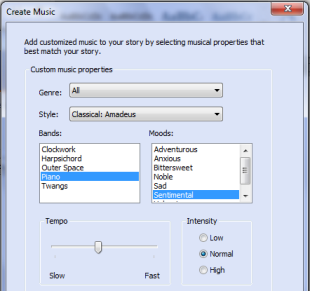 Create Music
Add customized music to your story by selecting musical properties that
best match your story.
Custom music properties
Genre: All
Style: Classical: Amadeus
Bands:
Clockwork
Harpsichord
Outer Space
Piano
Twangs
Moods:
Adventurous
Anxious
Bittersweet
Noble
Sad
Sentimental
Tempo
Slow Fast
Intensity
Low
Normal
High